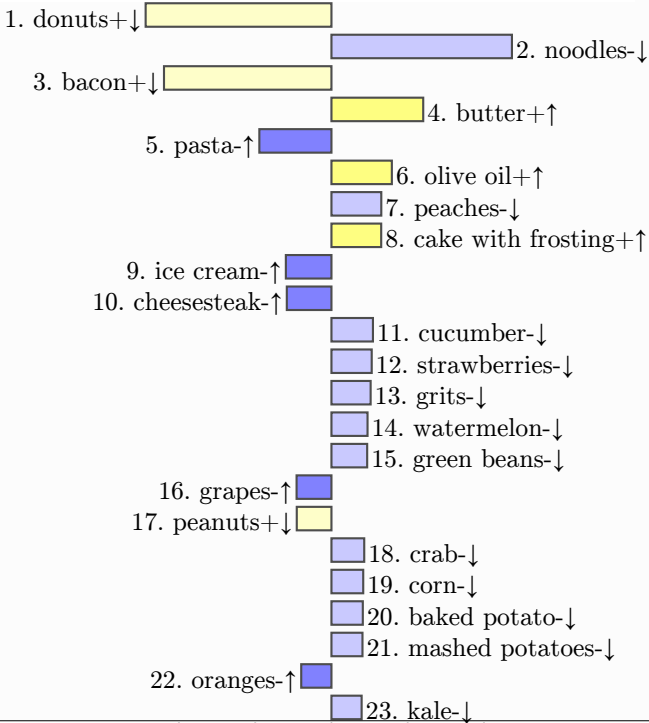 1. donuts+↓
2. noodles-↓
3. bacon+↓
4. butter+↑
5. pasta-↑
6. olive oil+↑
7. peaches-↓
8. cake with frosting+↑
9. ice cream-↑
10. cheesesteak-↑
11. cucumber-↓
12. strawberries-↓
13. grits-↓
14. watermelon-↓
15. green beans-↓
16. grapes-↑
17. peanuts+↓
18. crab-↓
19. corn-↓
20. baked potato-↓
21. mashed potatoes-↓
22. oranges-↑
23. kale-↓